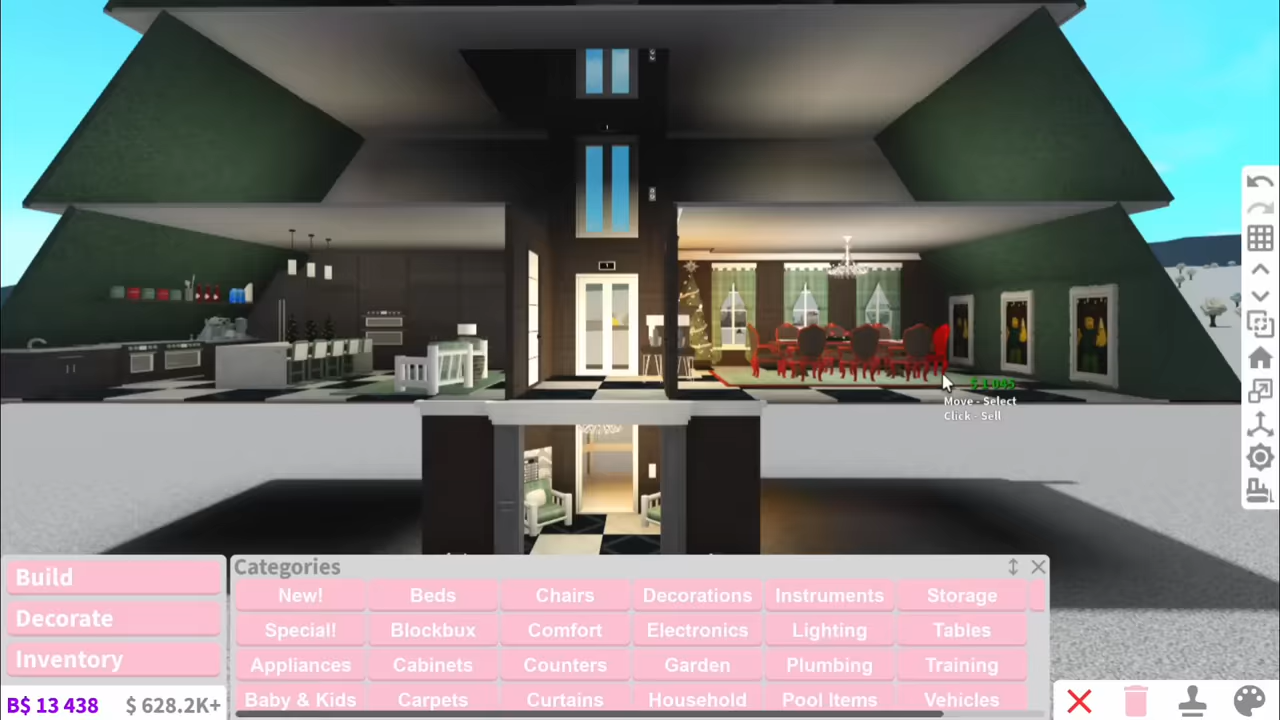 $ 1 045
Move - Select
Click - Sell
Build
Decorate
Inventory
B$ 13 438
$ 628.2K+
Categories
New!
Beds
Chairs
Decorations
Instruments
Storage
Special!
Blockbux
Comfort
Electronics
Lighting
Tables
Appliances
Cabinets
Counters
Garden
Plumbing
Training
Baby & Kids
Carpets
Curtains
Household
Pool Items
Vehicles